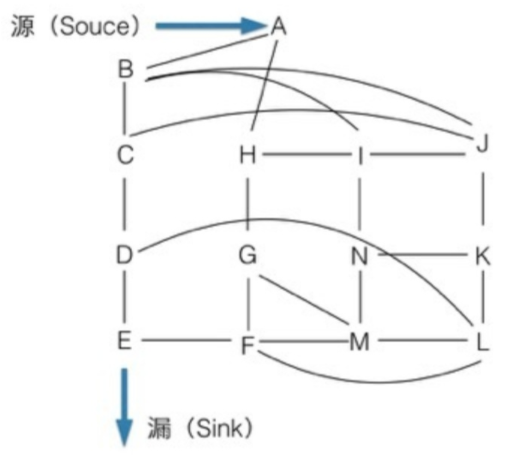 源（Souce） A
B
C H I J
D G N K
E F M L
漏（Sink）